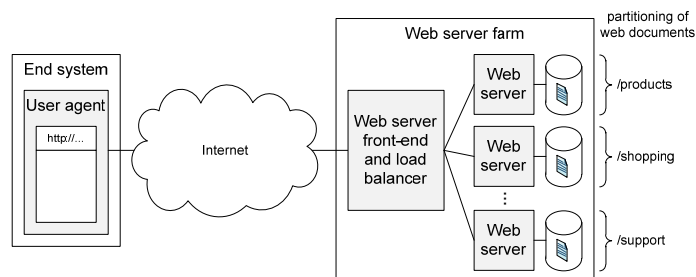 End system
User agent
http://...
Internet
Web server farm
Web server
front-end
and load
balancer
Web
server
Web
server
⋮
Web
server
partitioning of
web documents
/products
/shopping
/support